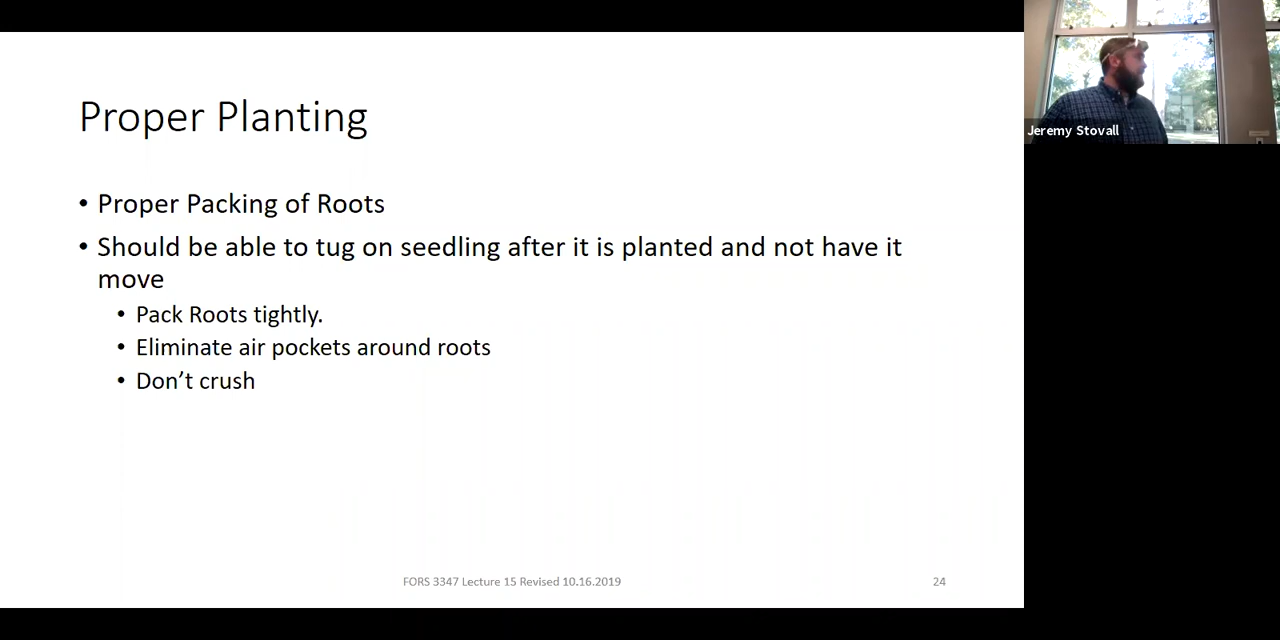 Proper Planting
• Proper Packing of Roots
• Should be able to tug on seedling after it is planted and not have it
move
• Pack Roots tightly.
• Eliminate air pockets around roots
• Don’t crush
FORS 3347 Lecture 15 Revised 10.16.2019
24
Jeremy Stovall